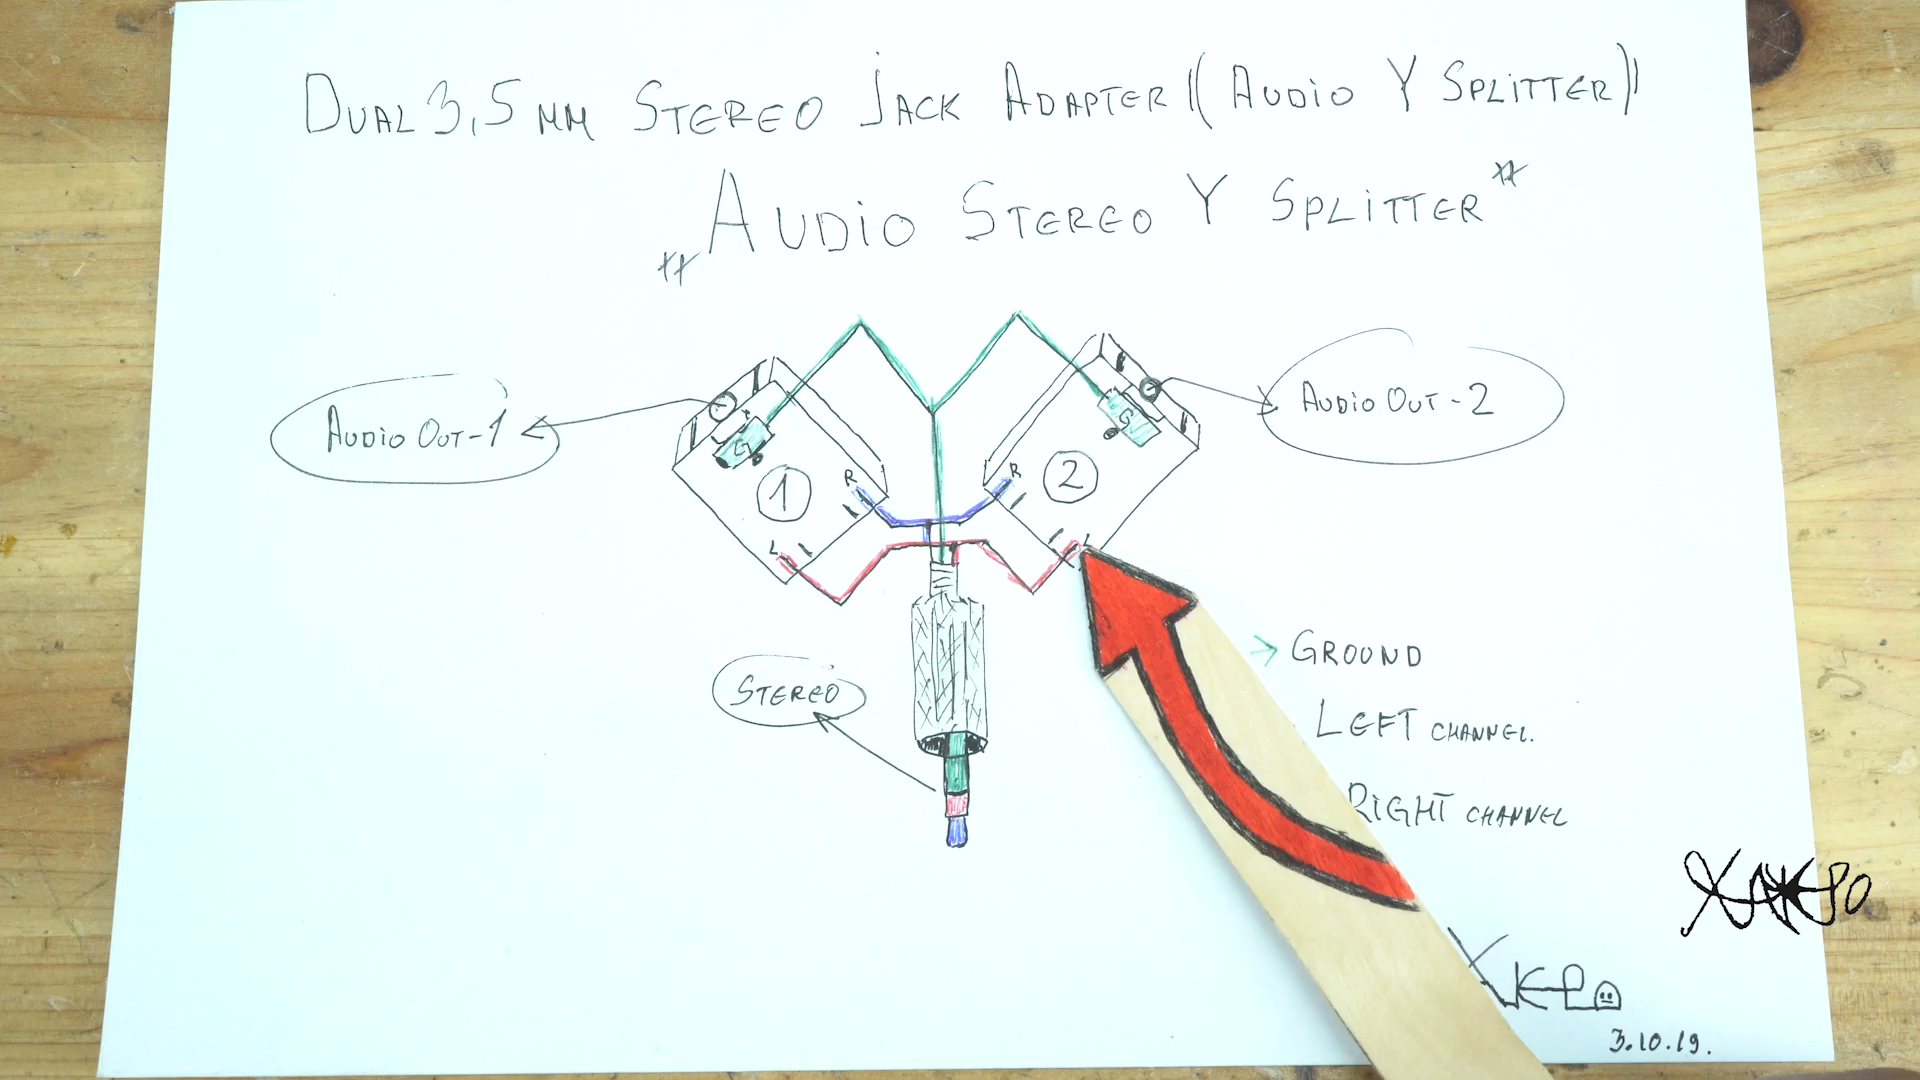 DUAL 3,5 MM STEREO JACK ADAPTER (( AUDIO Y SPLITTER ))
"AUDIO STEREO Y SPLITTER"
AUDIO OUT-1
AUDIO OUT-2
G
G
1
2
R
R
L
L
STEREO
→ GROUND
LEFT CHANNEL.
RIGHT CHANNEL
3.10.19.